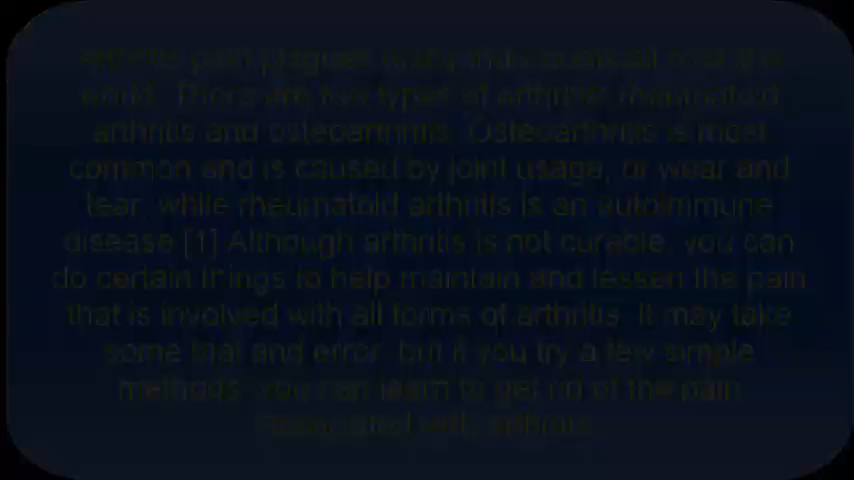 Arthritis pain plagues many individuals all over the
world. There are two types of arthritis: rheumatoid
arthritis and osteoarthritis. Osteoarthritis is most
common and is caused by joint usage, or wear and
tear, while rheumatoid arthritis is an autoimmune
disease.[1] Although arthritis is not curable, you can
do certain things to help maintain and lessen the pain
that is involved with all forms of arthritis. It may take
some trial and error, but if you try a few simple
methods, you can learn to get rid of the pain
associated with arthritis.